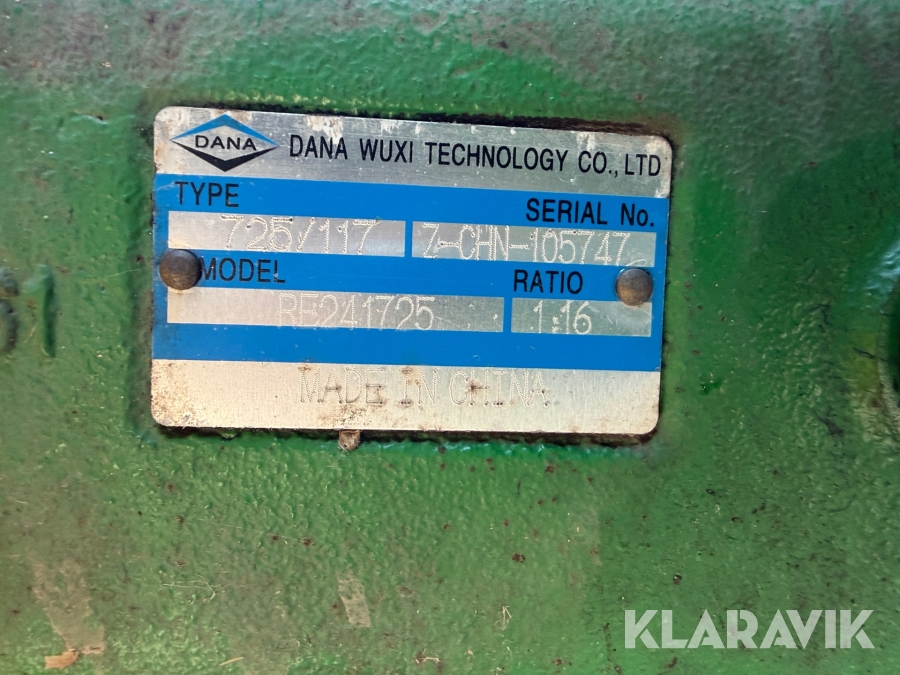 DANA DANA WUXI TECHNOLOGY CO., LTD
TYPE SERIAL No.
725/117 Z-CHN-105747
MODEL RATIO
RE241725 1:16
MADE IN CHINA
51
KLARAVIK